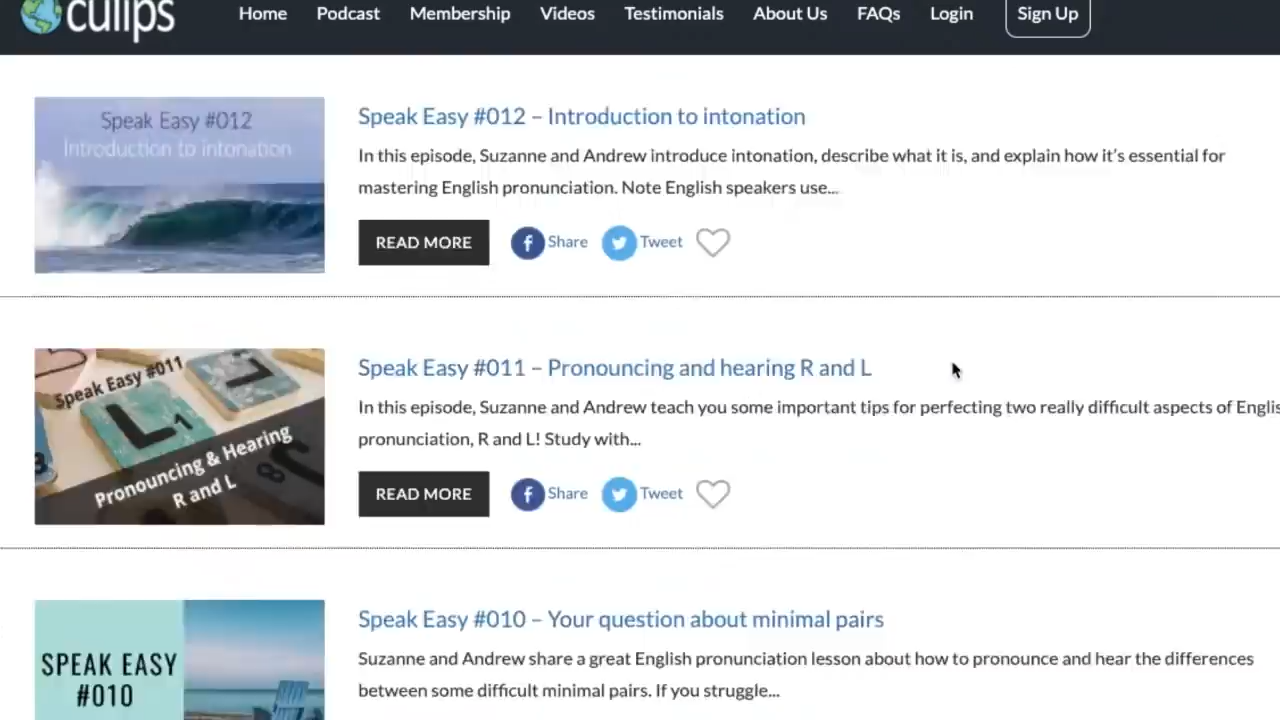 culips
Home Podcast Membership Videos Testimonials About Us FAQs Login Sign Up
Speak Easy #012
Introduction to intonation
Speak Easy #012 – Introduction to intonation
In this episode, Suzanne and Andrew introduce intonation, describe what it is, and explain how it's essential for
mastering English pronunciation. Note English speakers use...
READ MORE Share Tweet
Speak Easy #011
L1
Pronouncing & Hearing
R and L
Speak Easy #011 – Pronouncing and hearing R and L
In this episode, Suzanne and Andrew teach you some important tips for perfecting two really difficult aspects of Englis
pronunciation, R and L! Study with...
READ MORE Share Tweet
SPEAK EASY
#010
Speak Easy #010 – Your question about minimal pairs
Suzanne and Andrew share a great English pronunciation lesson about how to pronounce and hear the differences
between some difficult minimal pairs. If you struggle...